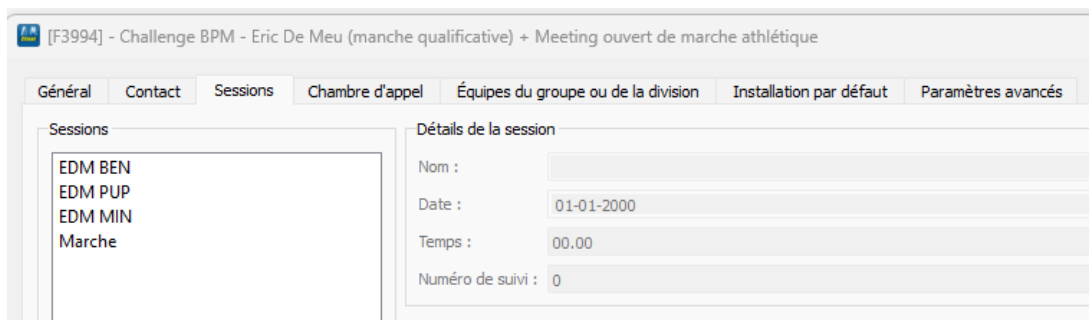 [F3994] - Challenge BPM - Eric De Meu (manche qualificative) + Meeting ouvert de marche athlétique
Général Contact Sessions Chambre d'appel Équipes du groupe ou de la division Installation par défaut Paramètres avancés
Sessions
EDM BEN
EDM PUP
EDM MIN
Marche
Détails de la session
Nom :
Date : 01-01-2000
Temps : 00.00
Numéro de suivi : 0